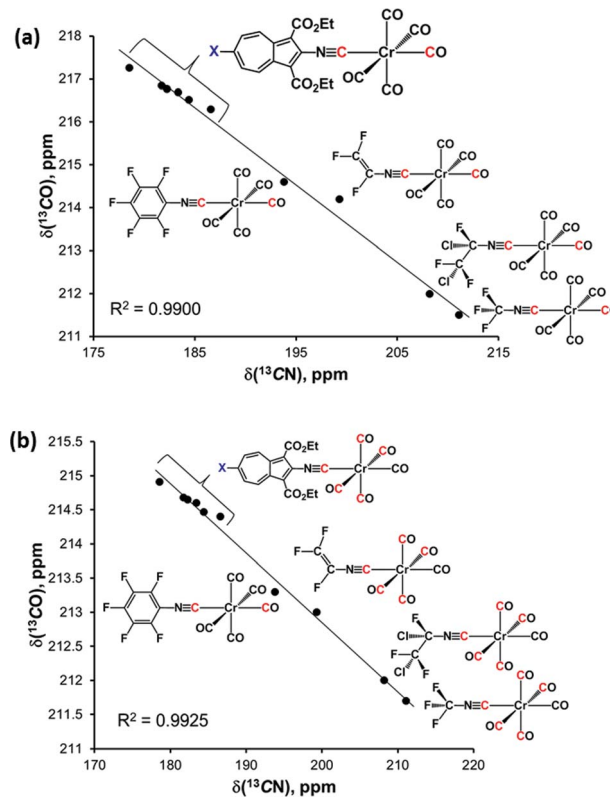 (a)
218
217
216
215
214
213
212
211
175
185
195
205
215
δ(¹³CO), ppm
δ(¹³CN), ppm
R² = 0.9900
X
CO₂Et
CO₂Et
N≡C
Cr
CO
CO
CO
OC
CO
F
F
F
F
F
N≡C
Cr
CO
CO
CO
OC
CO
F
F
F
N≡C
Cr
CO
CO
CO
OC
CO
F
Cl
C
N≡C
Cr
CO
CO
CO
OC
CO
F
C
F
Cl
F
F
C
F
N≡C
Cr
CO
CO
OC
CO
(b)
215.5
215
214.5
214
213.5
213
212.5
212
211.5
211
170
180
190
200
210
220
δ(¹³CO), ppm
δ(¹³CN), ppm
R² = 0.9925
X
CO₂Et
CO₂Et
N≡C
Cr
CO
CO
CO
OC
CO
F
F
F
F
F
N≡C
Cr
CO
CO
CO
OC
CO
F
F
F
N≡C
Cr
CO
CO
CO
OC
CO
F
Cl
C
N≡C
Cr
CO
CO
CO
OC
CO
F
C
F
Cl
F
F
C
F
N≡C
Cr
CO
CO
OC
CO